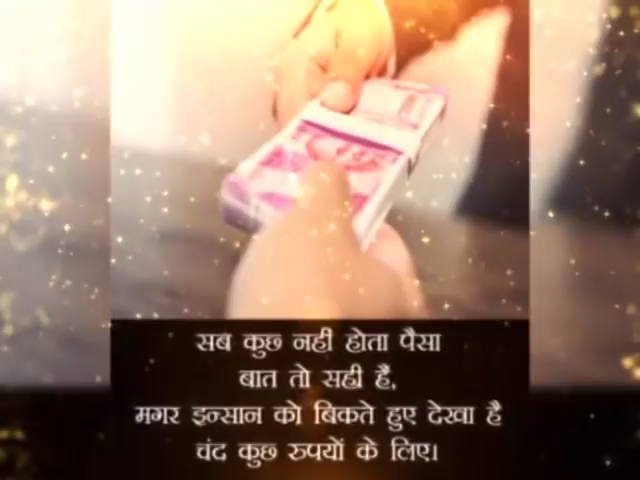 सब कुछ नहीं होता पैसा
बात तो सही हैं,
मगर इन्सान को बिकते हुए देखा है
चंद कुछ रुपयों के लिए।